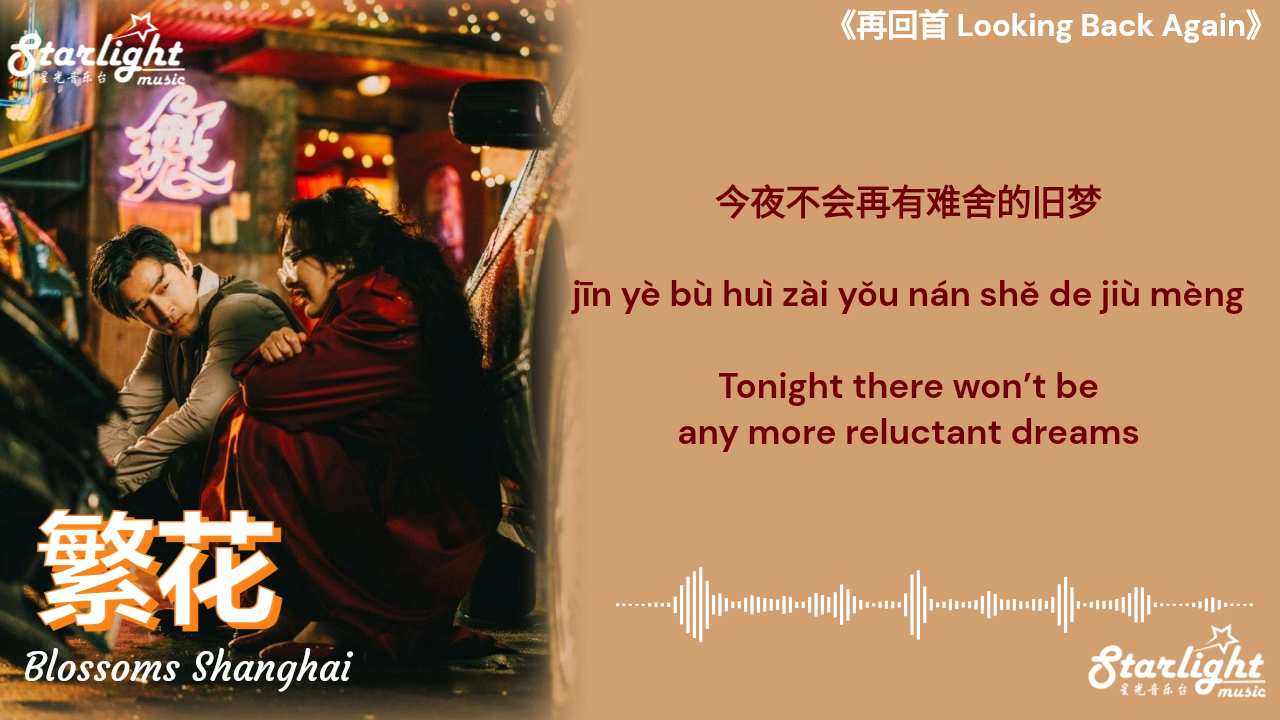 Starlight
星光音乐台
music
《再回首 Looking Back Again》
今夜不会再有难舍的旧梦
jīn yè bù huì zài yǒu nán shě de jiù mèng
Tonight there won’t be
any more reluctant dreams
繁花
Blossoms Shanghai
Starlight
星光音乐台
music